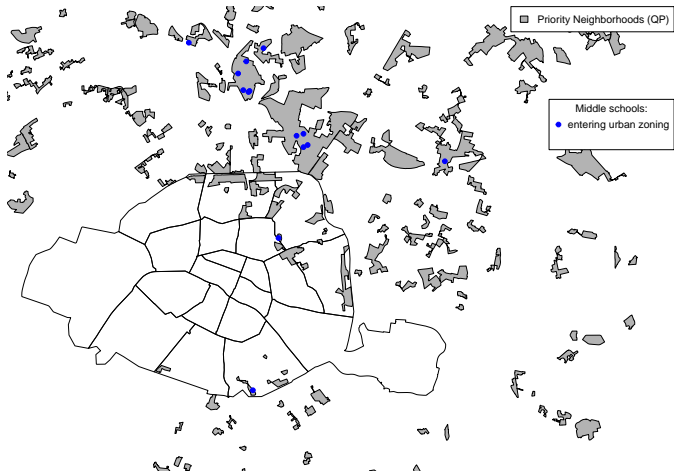 Priority Neighborhoods (QP)
Middle schools:
entering urban zoning